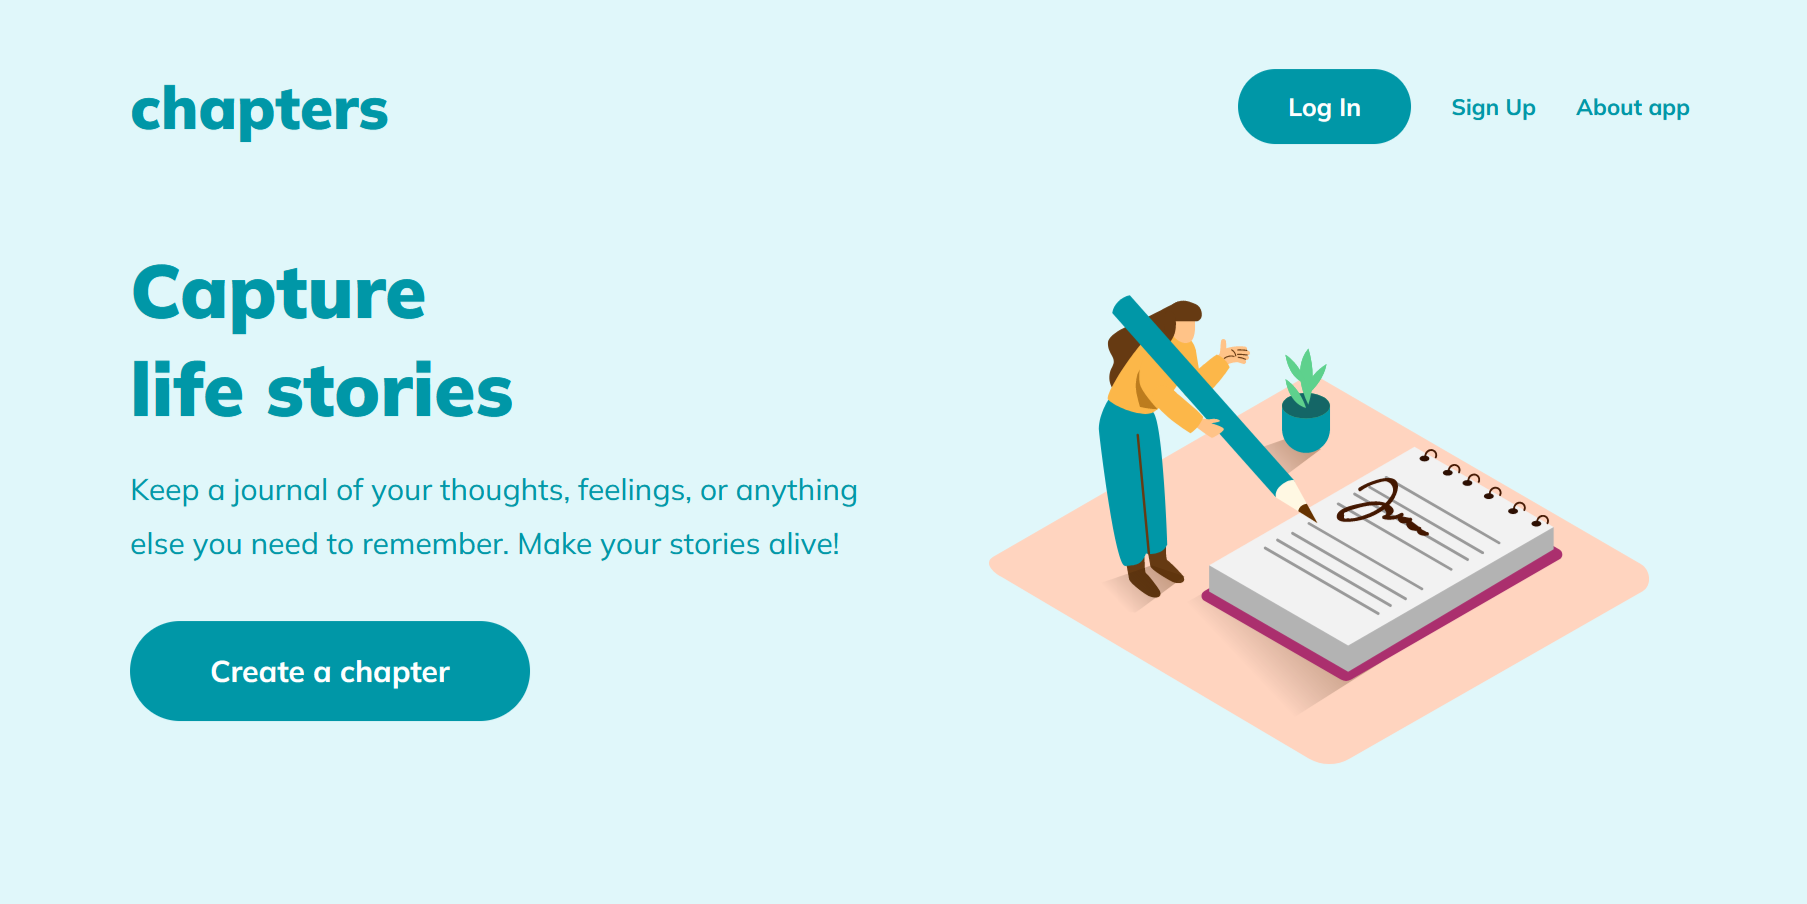 chapters
Log In
Sign Up
About app
Capture
life stories
Keep a journal of your thoughts, feelings, or anything
else you need to remember. Make your stories alive!
Create a chapter